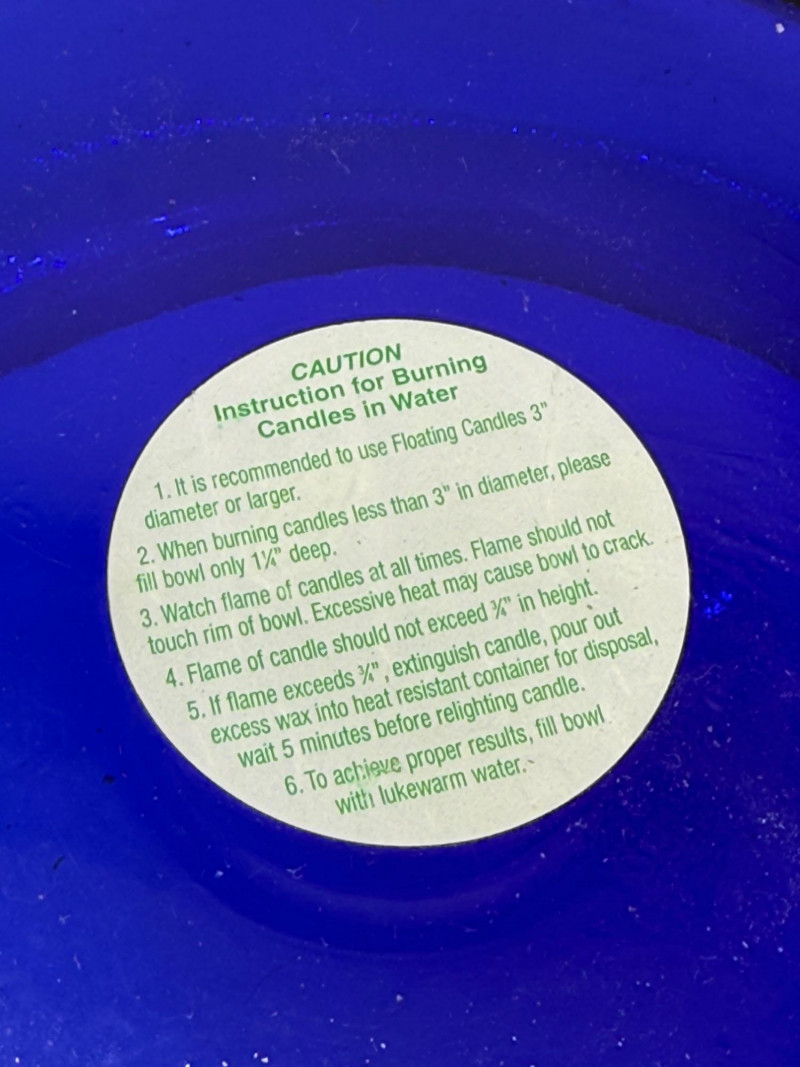 CAUTION
Instruction for Burning
Candles in Water
1. It is recommended to use Floating Candles 3"
diameter or larger.
2. When burning candles less than 3" in diameter, please
fill bowl only 1¼" deep.
3. Watch flame of candles at all times. Flame should not
touch rim of bowl. Excessive heat may cause bowl to crack.
4. Flame of candle should not exceed ¾" in height.
5. If flame exceeds ¾", extinguish candle, pour out
excess wax into heat resistant container for disposal,
wait 5 minutes before relighting candle.
6. To achieve proper results, fill bowl
with lukewarm water.